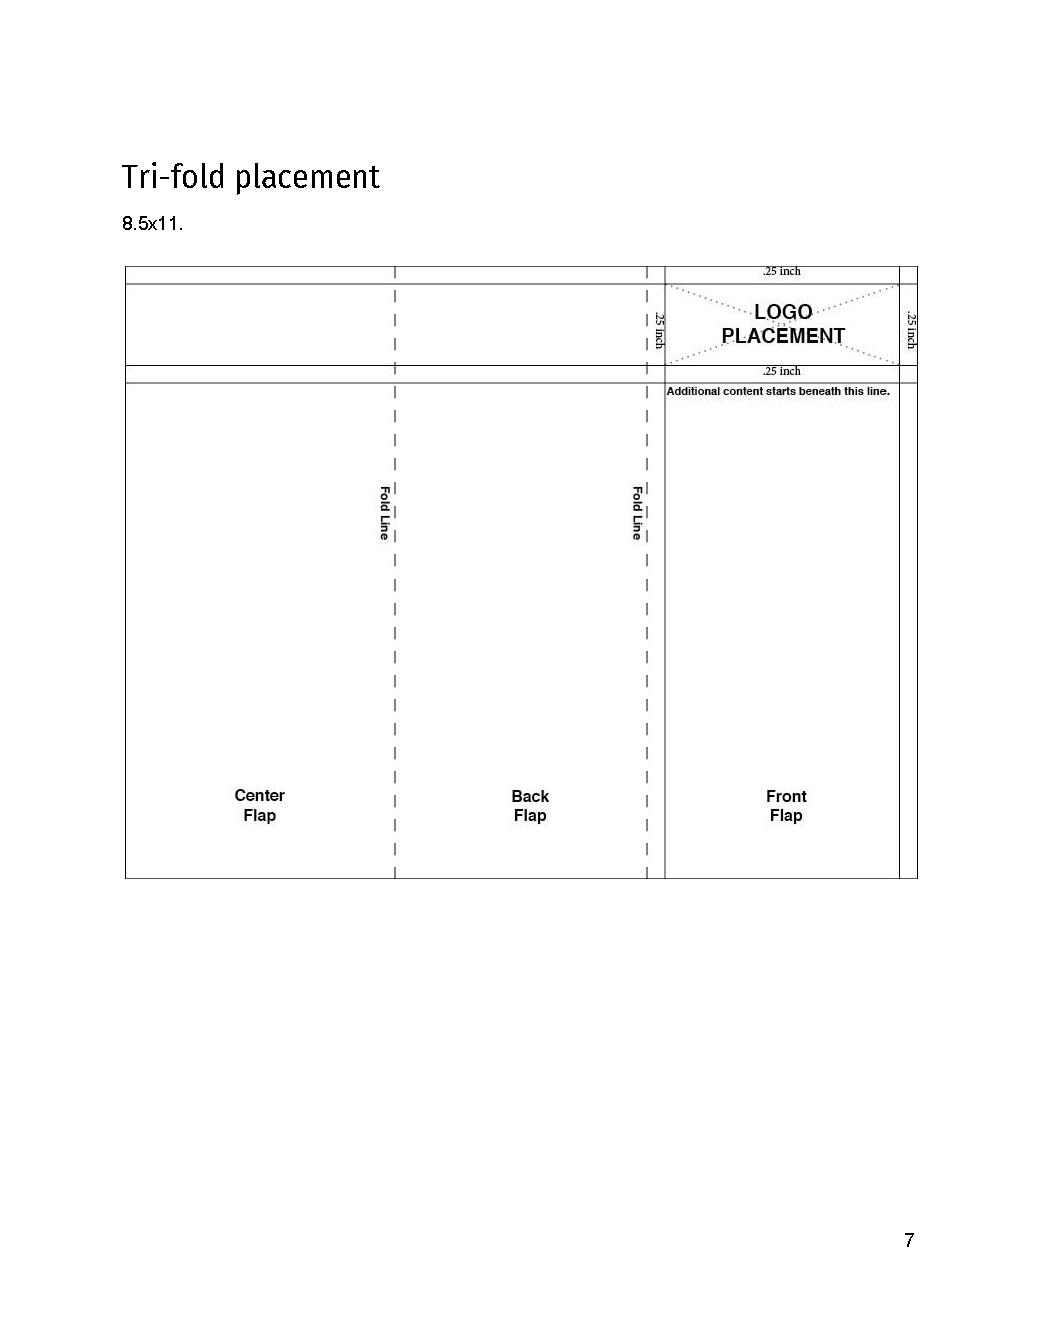 Tri-fold placement
8.5x11.
.25 inch
LOGO
PLACEMENT
.25 inch
.25 inch
.25 inch
Additional content starts beneath this line.
Fold Line
Fold Line
Center
Flap
Back
Flap
Front
Flap
7